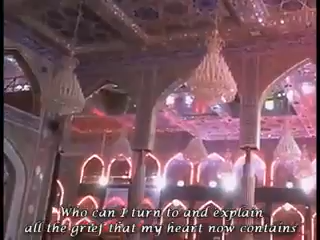 Who can I turn to and explain
all the grief that my heart now contains